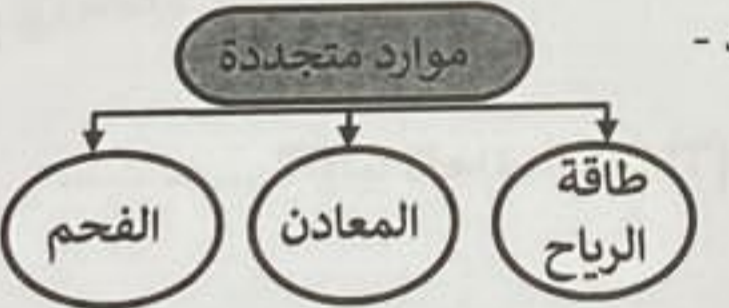 موارد متجددة
-
طاقة
الرياح
المعادن
الفحم